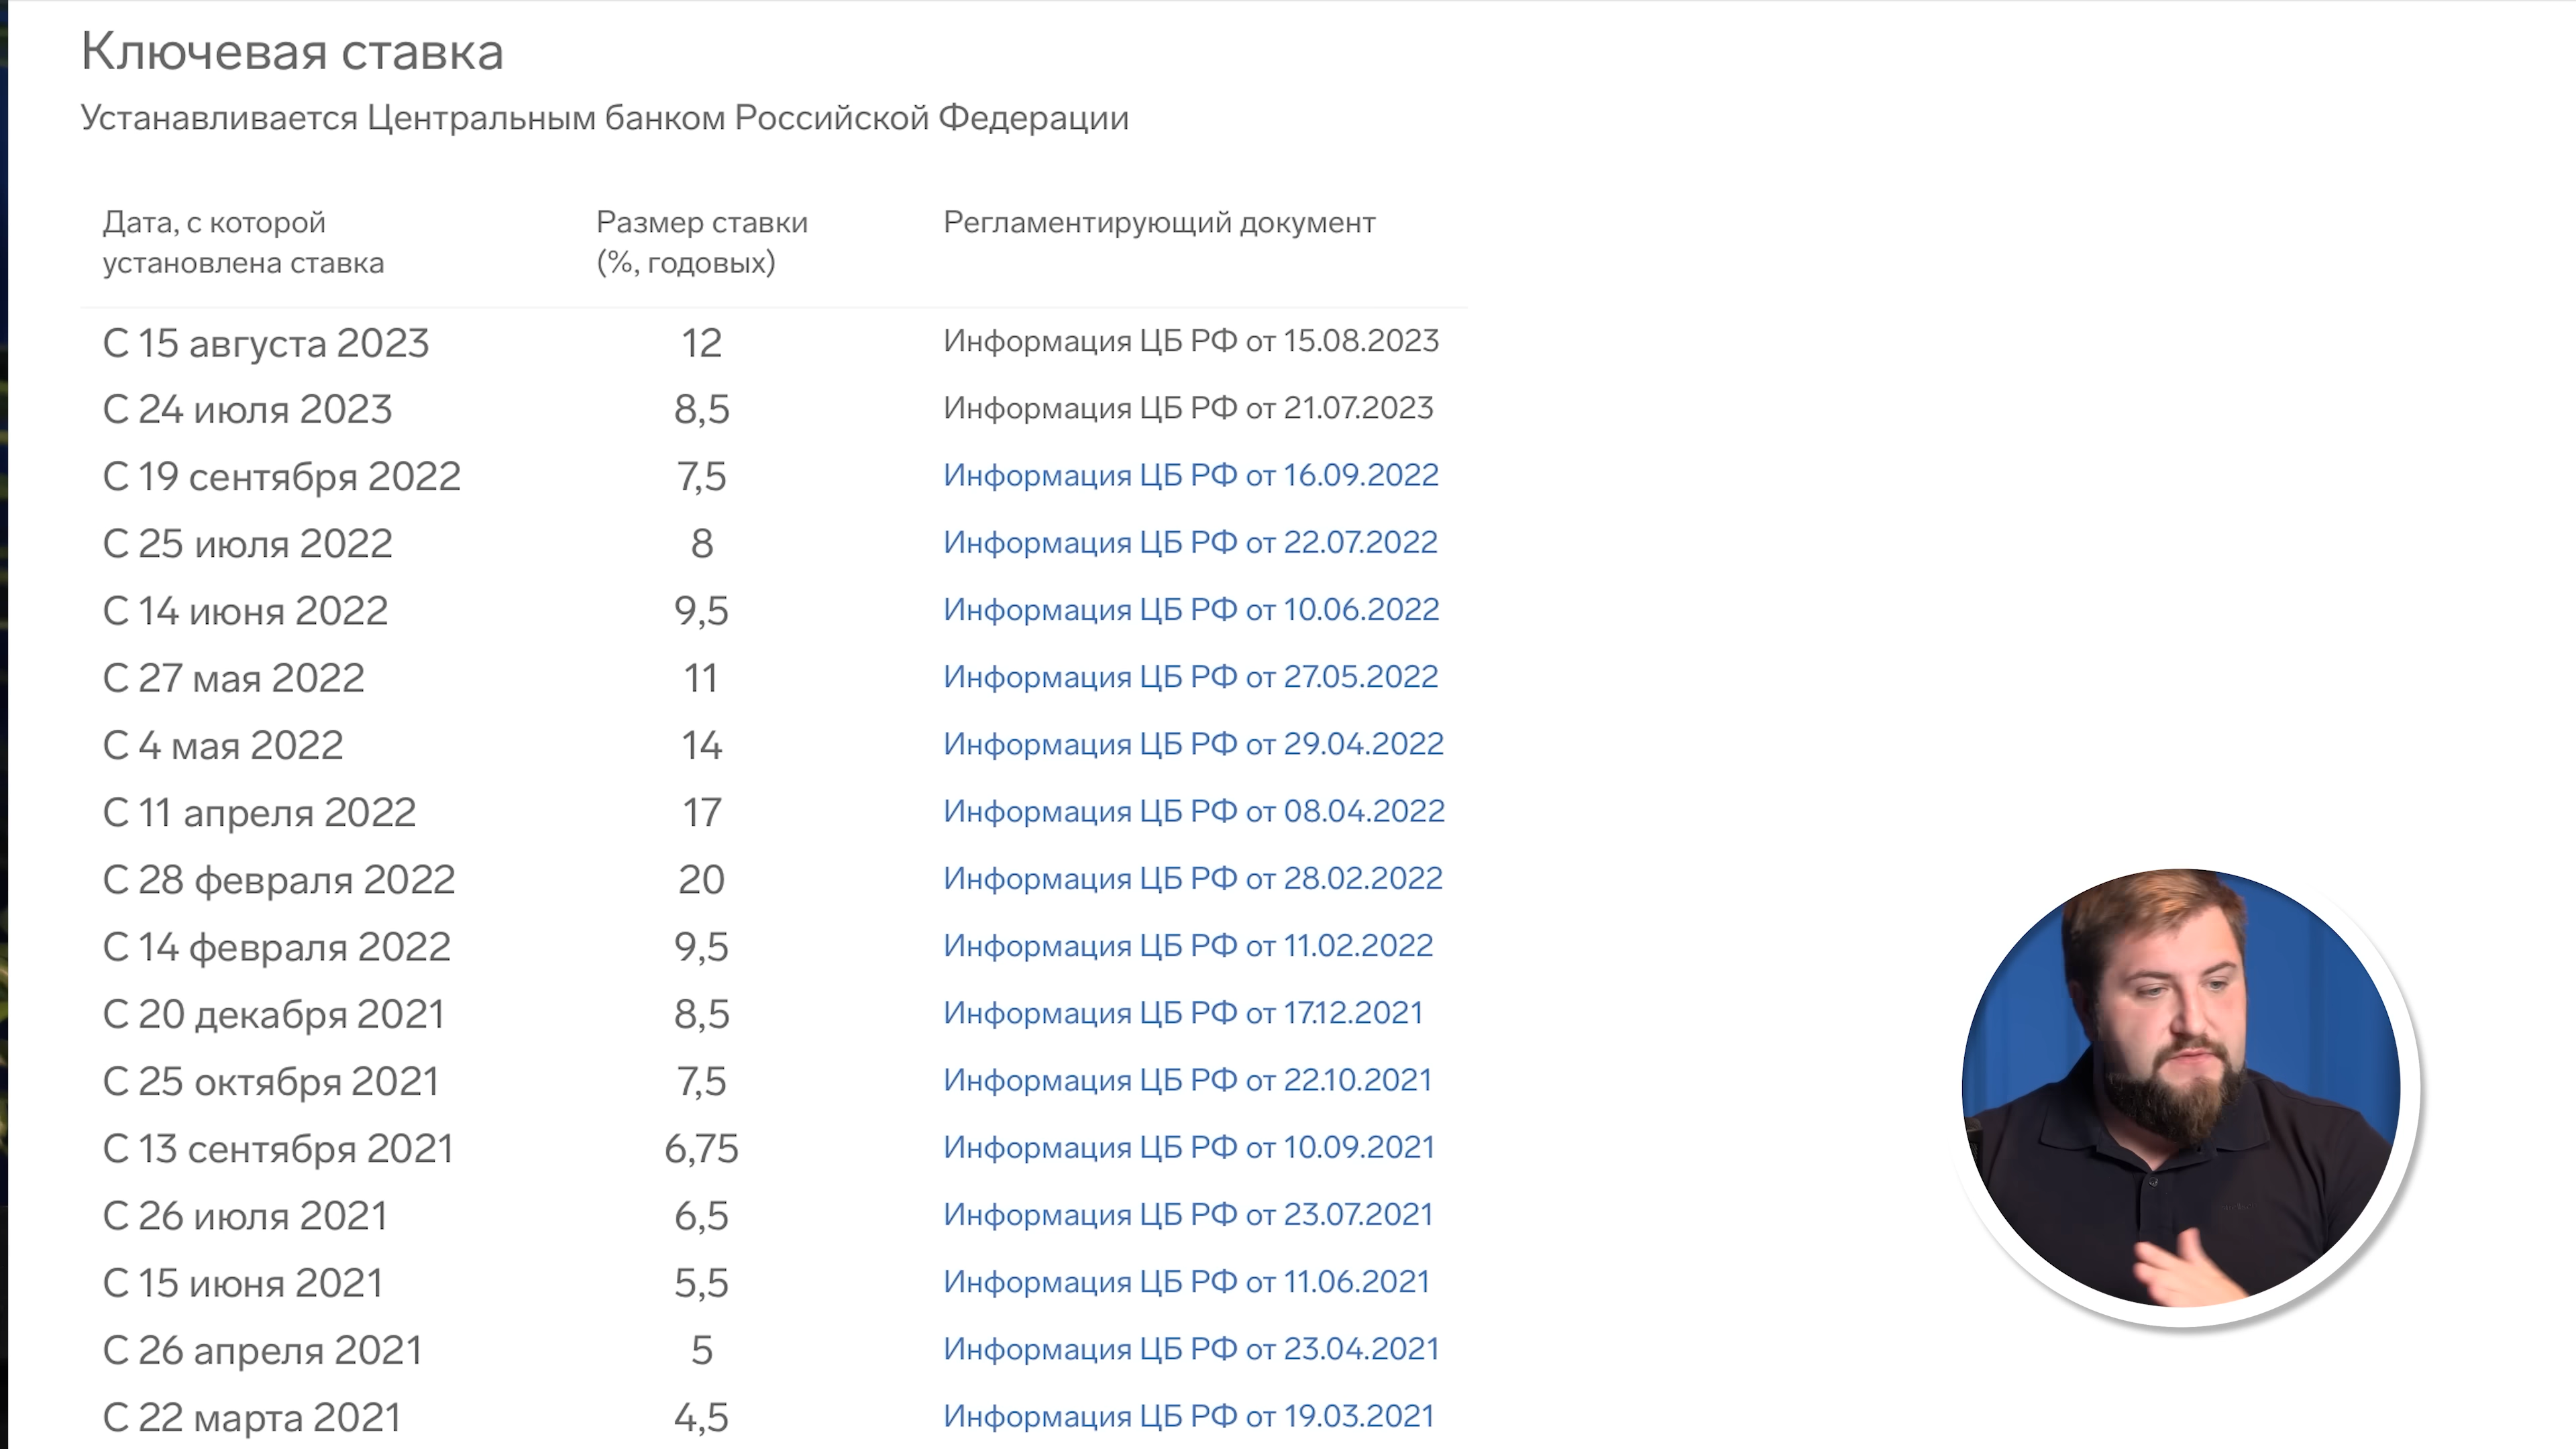 Ключевая ставка
Устанавливается Центральным банком Российской Федерации
Дата, с которой установлена ставка
Размер ставки (%, годовых)
Регламентирующий документ
С 15 августа 2023 12 Информация ЦБ РФ от 15.08.2023
С 24 июля 2023 8,5 Информация ЦБ РФ от 21.07.2023
С 19 сентября 2022 7,5 Информация ЦБ РФ от 16.09.2022
С 25 июля 2022 8 Информация ЦБ РФ от 22.07.2022
С 14 июня 2022 9,5 Информация ЦБ РФ от 10.06.2022
С 27 мая 2022 11 Информация ЦБ РФ от 27.05.2022
С 4 мая 2022 14 Информация ЦБ РФ от 29.04.2022
С 11 апреля 2022 17 Информация ЦБ РФ от 08.04.2022
С 28 февраля 2022 20 Информация ЦБ РФ от 28.02.2022
С 14 февраля 2022 9,5 Информация ЦБ РФ от 11.02.2022
С 20 декабря 2021 8,5 Информация ЦБ РФ от 17.12.2021
С 25 октября 2021 7,5 Информация ЦБ РФ от 22.10.2021
С 13 сентября 2021 6,75 Информация ЦБ РФ от 10.09.2021
С 26 июля 2021 6,5 Информация ЦБ РФ от 23.07.2021
С 15 июня 2021 5,5 Информация ЦБ РФ от 11.06.2021
С 26 апреля 2021 5 Информация ЦБ РФ от 23.04.2021
С 22 марта 2021 4,5 Информация ЦБ РФ от 19.03.2021